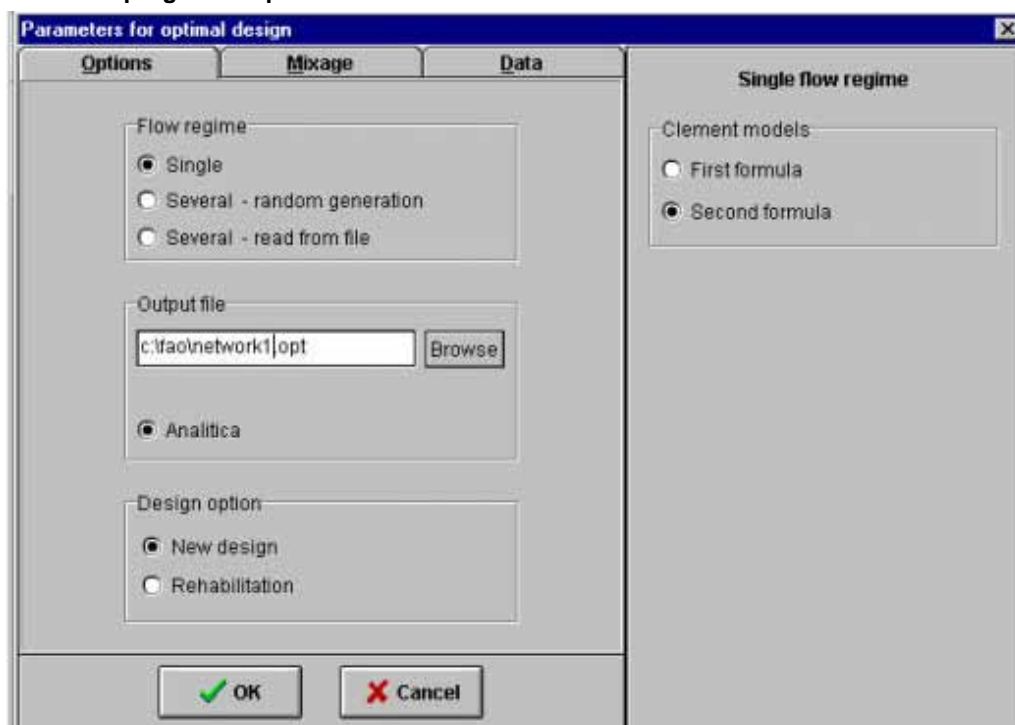 Parameters for optimal design
Options Mixage Data
Flow regime
Single
Several - random generation
Several - read from file
Output file
c:\fao\network1.opt
Browse
Analitica
Design option
New design
Rehabilitation
OK Cancel
Single flow regime
Clement models
First formula
Second formula